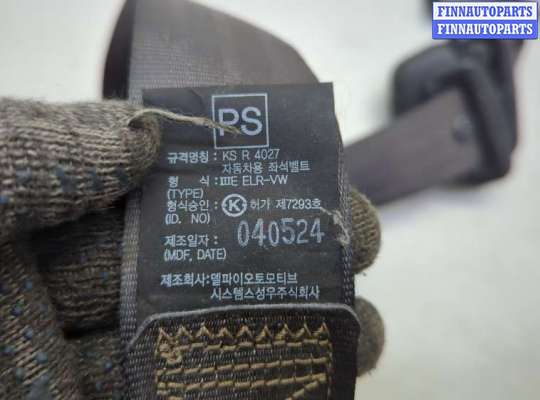 FINNAUTOPARTS
FINNAUTOPARTS
PS
규격명칭 : KS R 4027
자동차용 좌석벨트
형 식 : ⅢE ELR-VW
(TYPE)
형식승인 : K 허가 제7293호
(ID. NO)
제조일자 : 040524
(MDF, DATE)
제조회사: 델파이오토모티브
시스템스성우주식회사